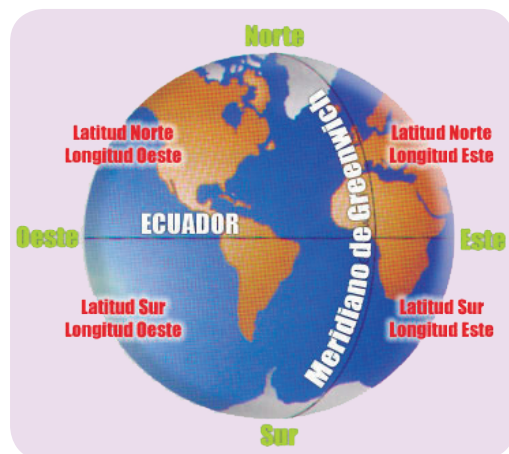 Norte
Latitud Norte
Longitud Oeste
Latitud Norte
Longitud Este
Meridiano de Greenwich
ECUADOR
Oeste
Este
Latitud Sur
Longitud Oeste
Latitud Sur
Longitud Este
Sur